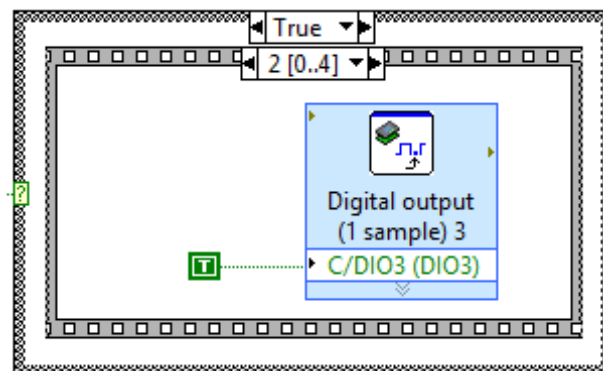 True
2 [0..4]
?
Digital output
(1 sample) 3
T
C/DIO3 (DIO3)